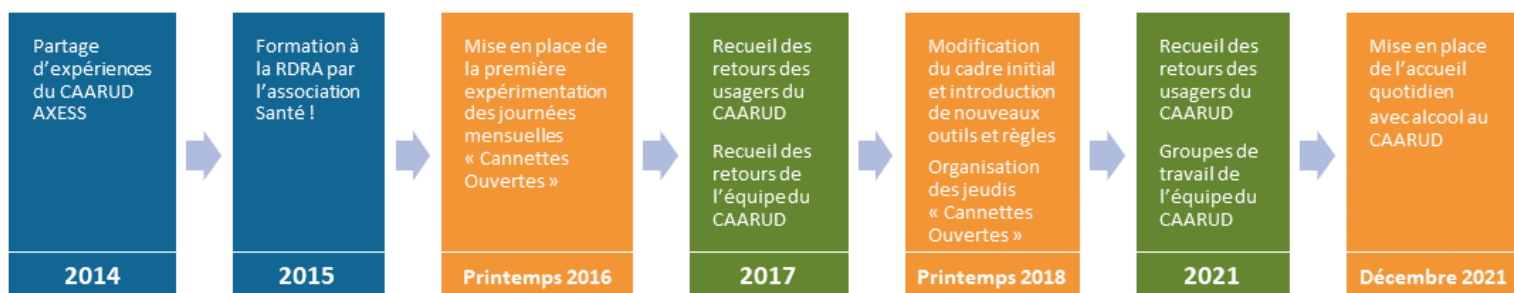 Partage
d'expériences
du CAARUD
AXESS
2014
Formation à
la RDRA par
l'association
Santé !
2015
Mise en place de
la première
expérimentation
des journées
mensuelles
« Cannettes
Ouvertes »
Printemps 2016
Recueil des
retours des
usagers du
CAARUD
Recueil des
retours de
l'équipe du
CAARUD
2017
Modification
du cadre initial
et introduction
de nouveaux
outils et règles
Organisation
des jeudis
« Cannettes
Ouvertes »
Printemps 2018
Recueil des
retours des
usagers du
CAARUD
Groupes de
travail de
l'équipe du
CAARUD
2021
Mise en place
de l'accueil
quotidien
avec alcool au
CAARUD
Décembre 2021